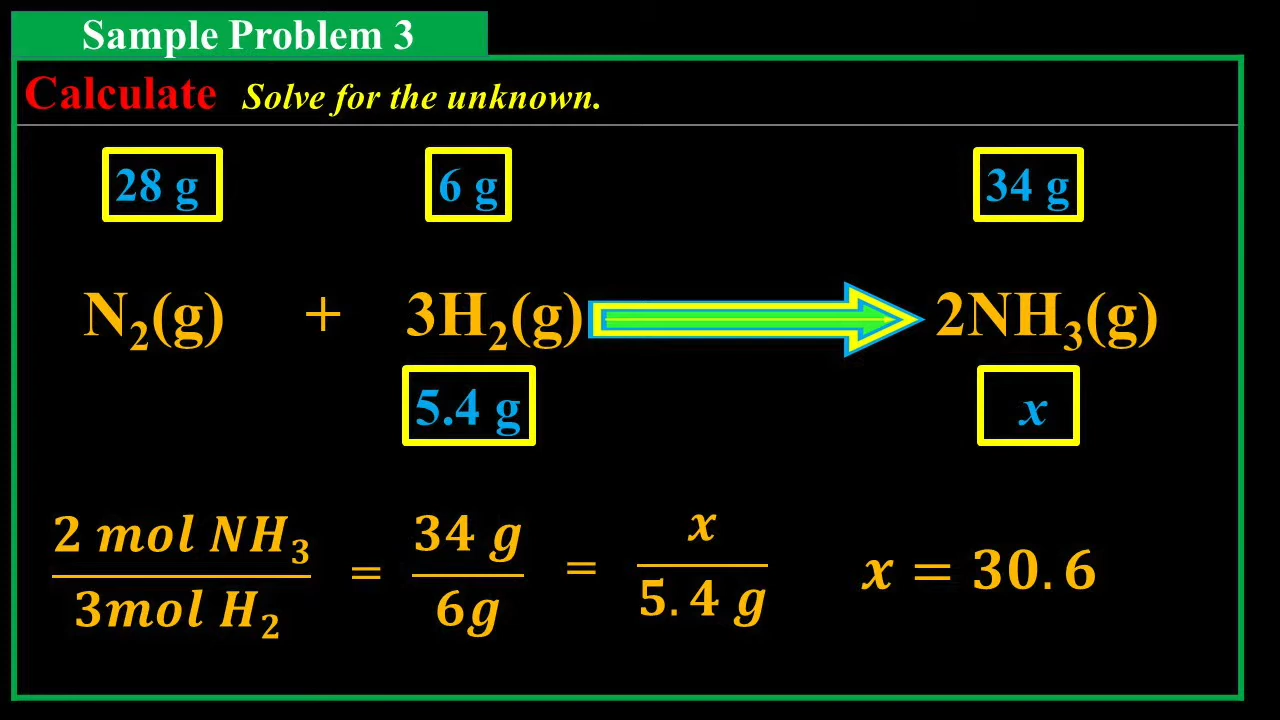 Sample Problem 3
Calculate Solve for the unknown.
28 g 6 g 34 g
N₂(g) + 3H₂(g) 2NH₃(g)
5.4 g x
2 mol NH₃ 34 g x
= = x = 30.6
3mol H₂ 6g 5.4 g